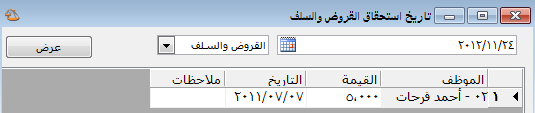 تاريخ استحقاق القروض والسلف
٢٠١٢/١١/٢٤ القروض والسلف عرض
الموظف القيمة التاريخ ملاحظات
١ ٠٢ - أحمد فرحات ٥،٠٠٠ ٢٠١١/٠٧/٠٧